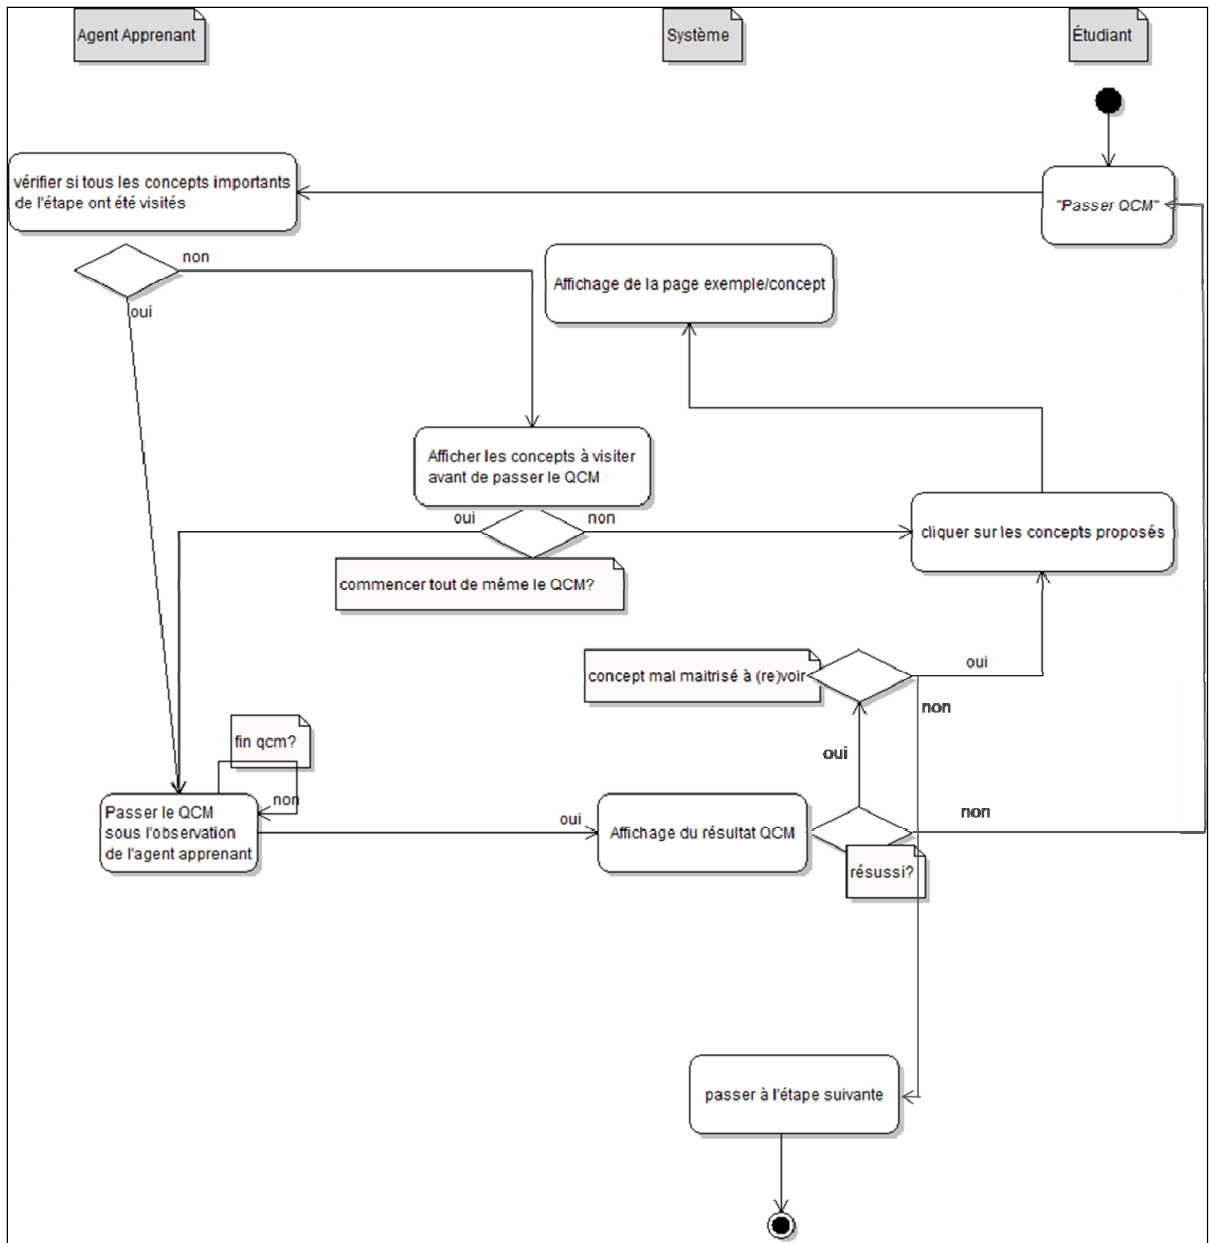 Agent Apprenant
Système
Étudiant
vérifier si tous les concepts importants
de l'étape ont été visités
"Passer QCM"
non
oui
Affichage de la page exemple/concept
Afficher les concepts à visiter
avant de passer le QCM
oui
non
cliquer sur les concepts proposés
commencer tout de même le QCM?
concept mal maitrisé à (re)voir
oui
non
oui
fin qcm?
non
Passer le QCM
sous l'observation
de l'agent apprenant
oui
Affichage du résultat QCM
non
résussi?
passer à l'étape suivante